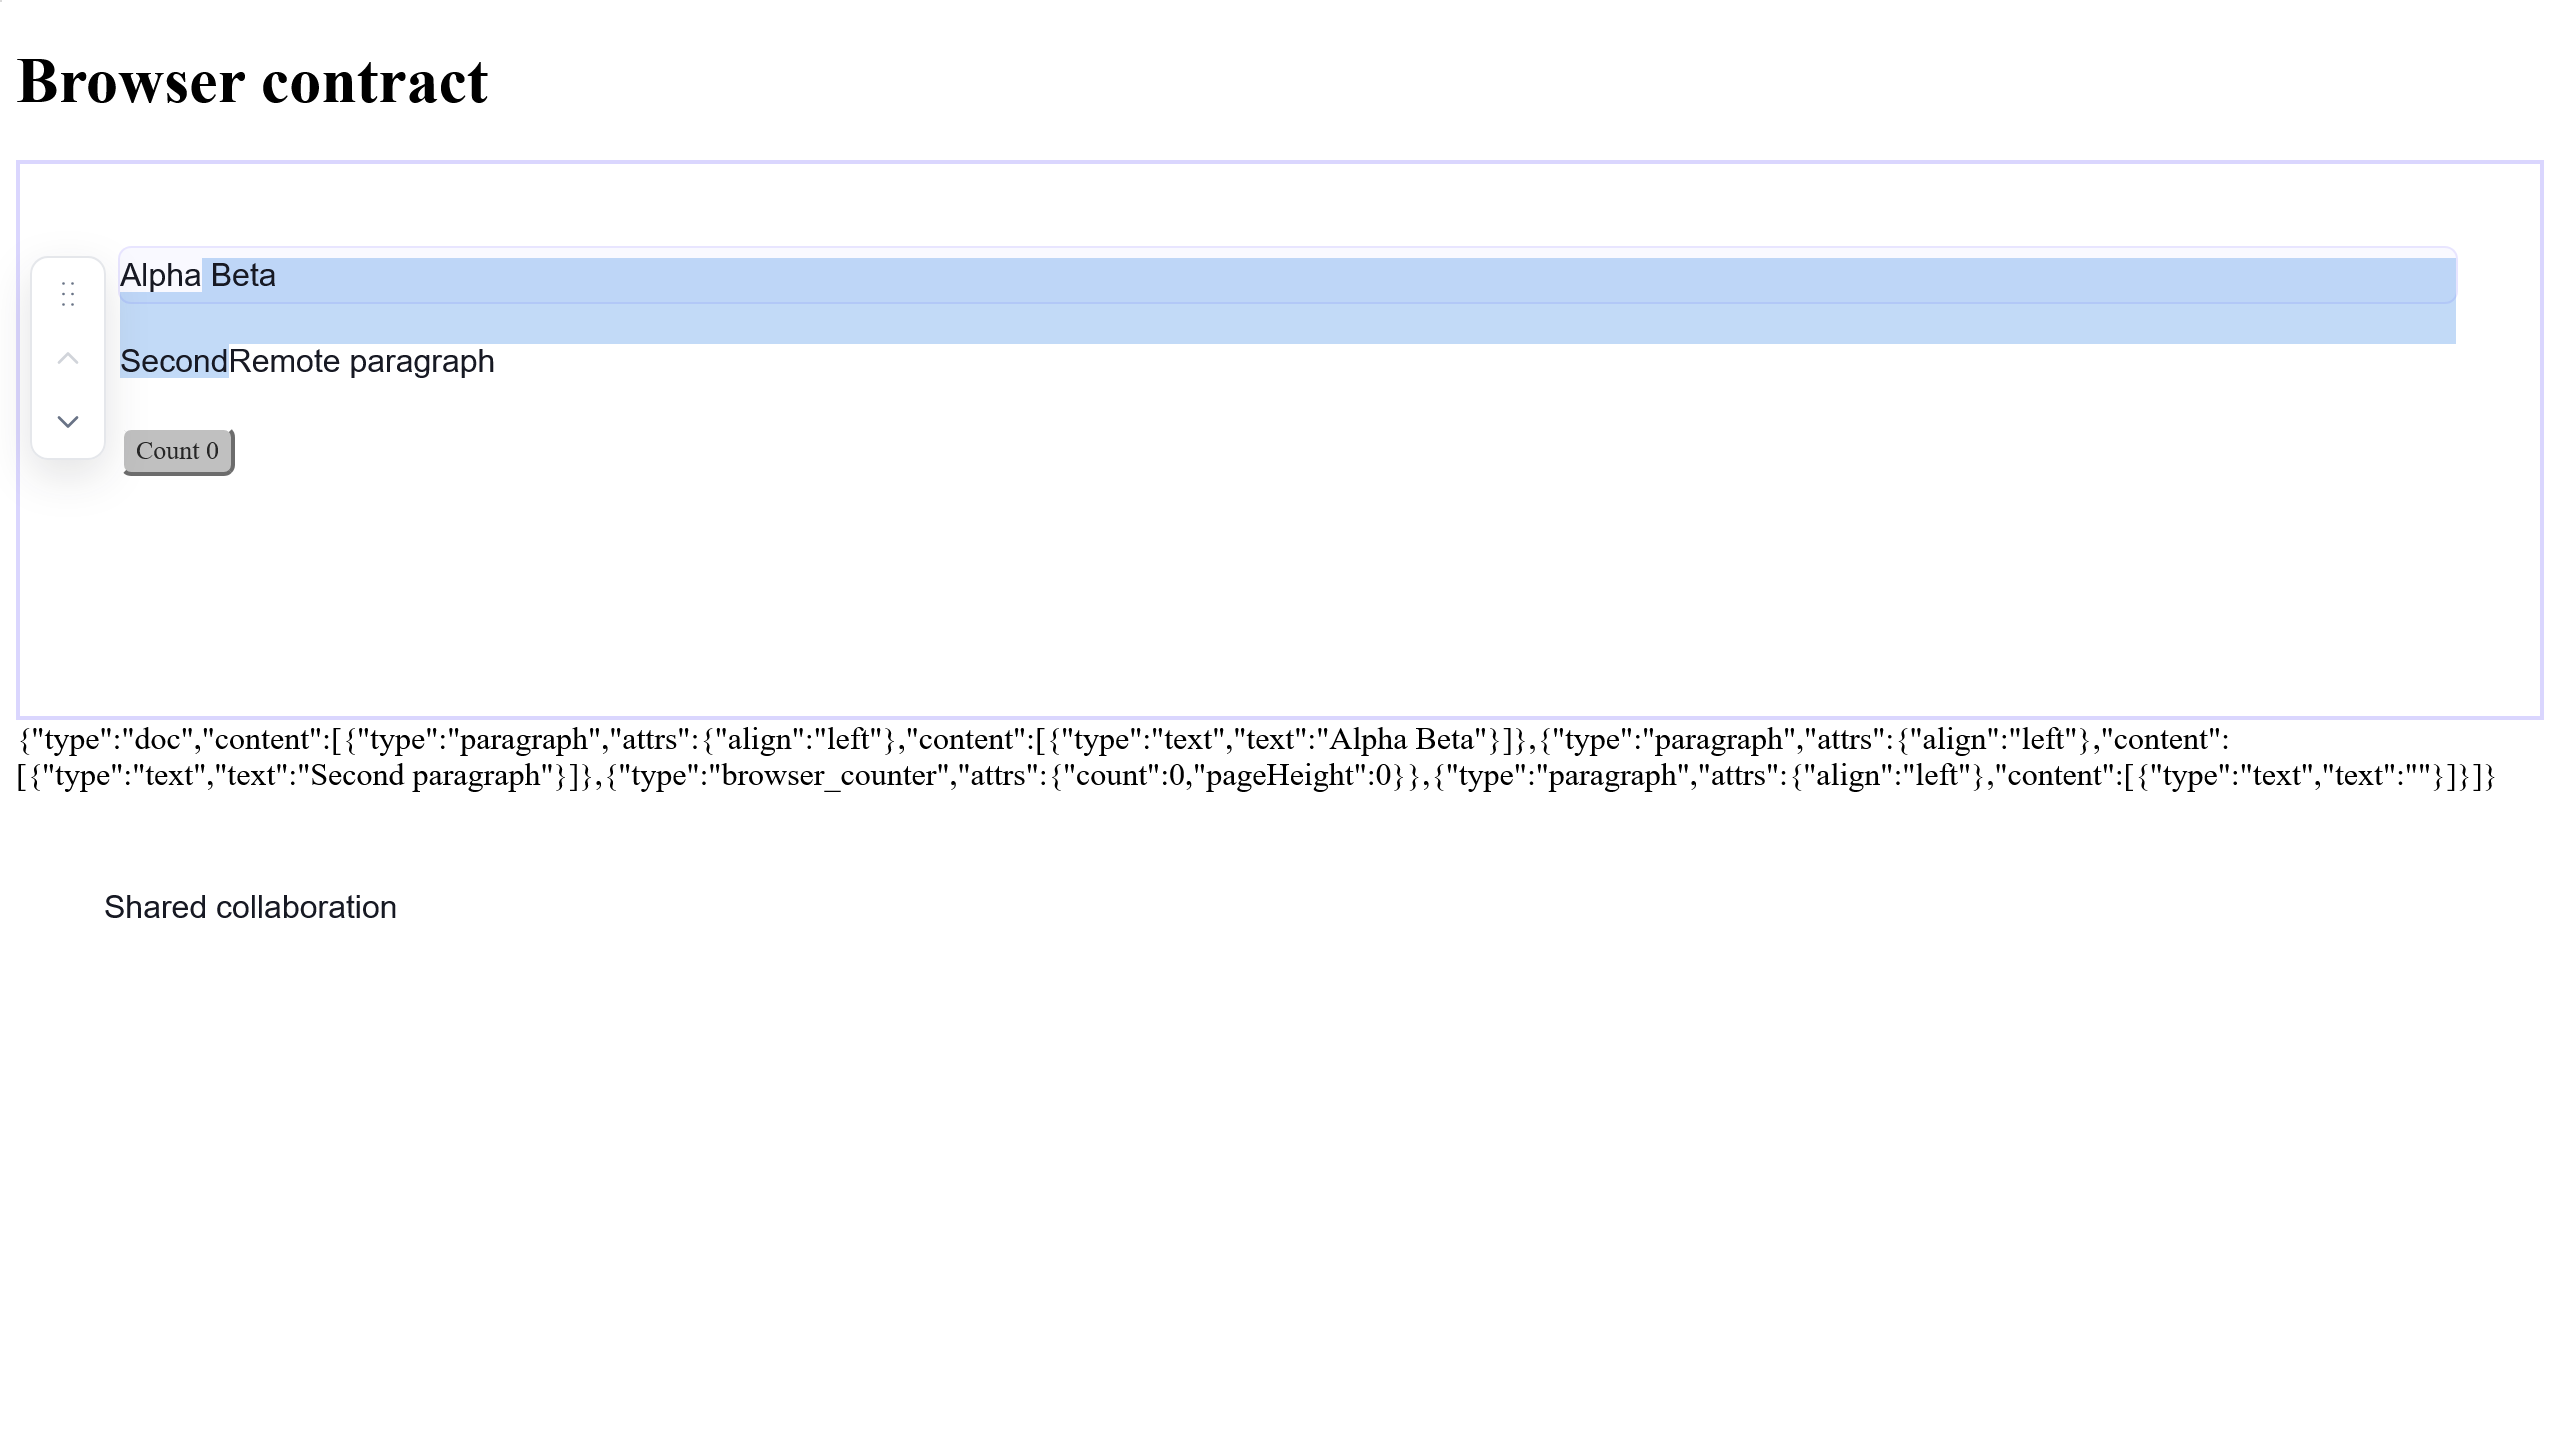 Browser contract
Alpha Beta
SecondRemote paragraph
Count 0
{"type":"doc","content":[{"type":"paragraph","attrs":{"align":"left"},"content":[{"type":"text","text":"Alpha Beta"}]},{"type":"paragraph","attrs":{"align":"left"},"content":
[{"type":"text","text":"Second paragraph"}]},{"type":"browser_counter","attrs":{"count":0,"pageHeight":0}},{"type":"paragraph","attrs":{"align":"left"},"content":[{"type":"text","text":""}]}]}
Shared collaboration